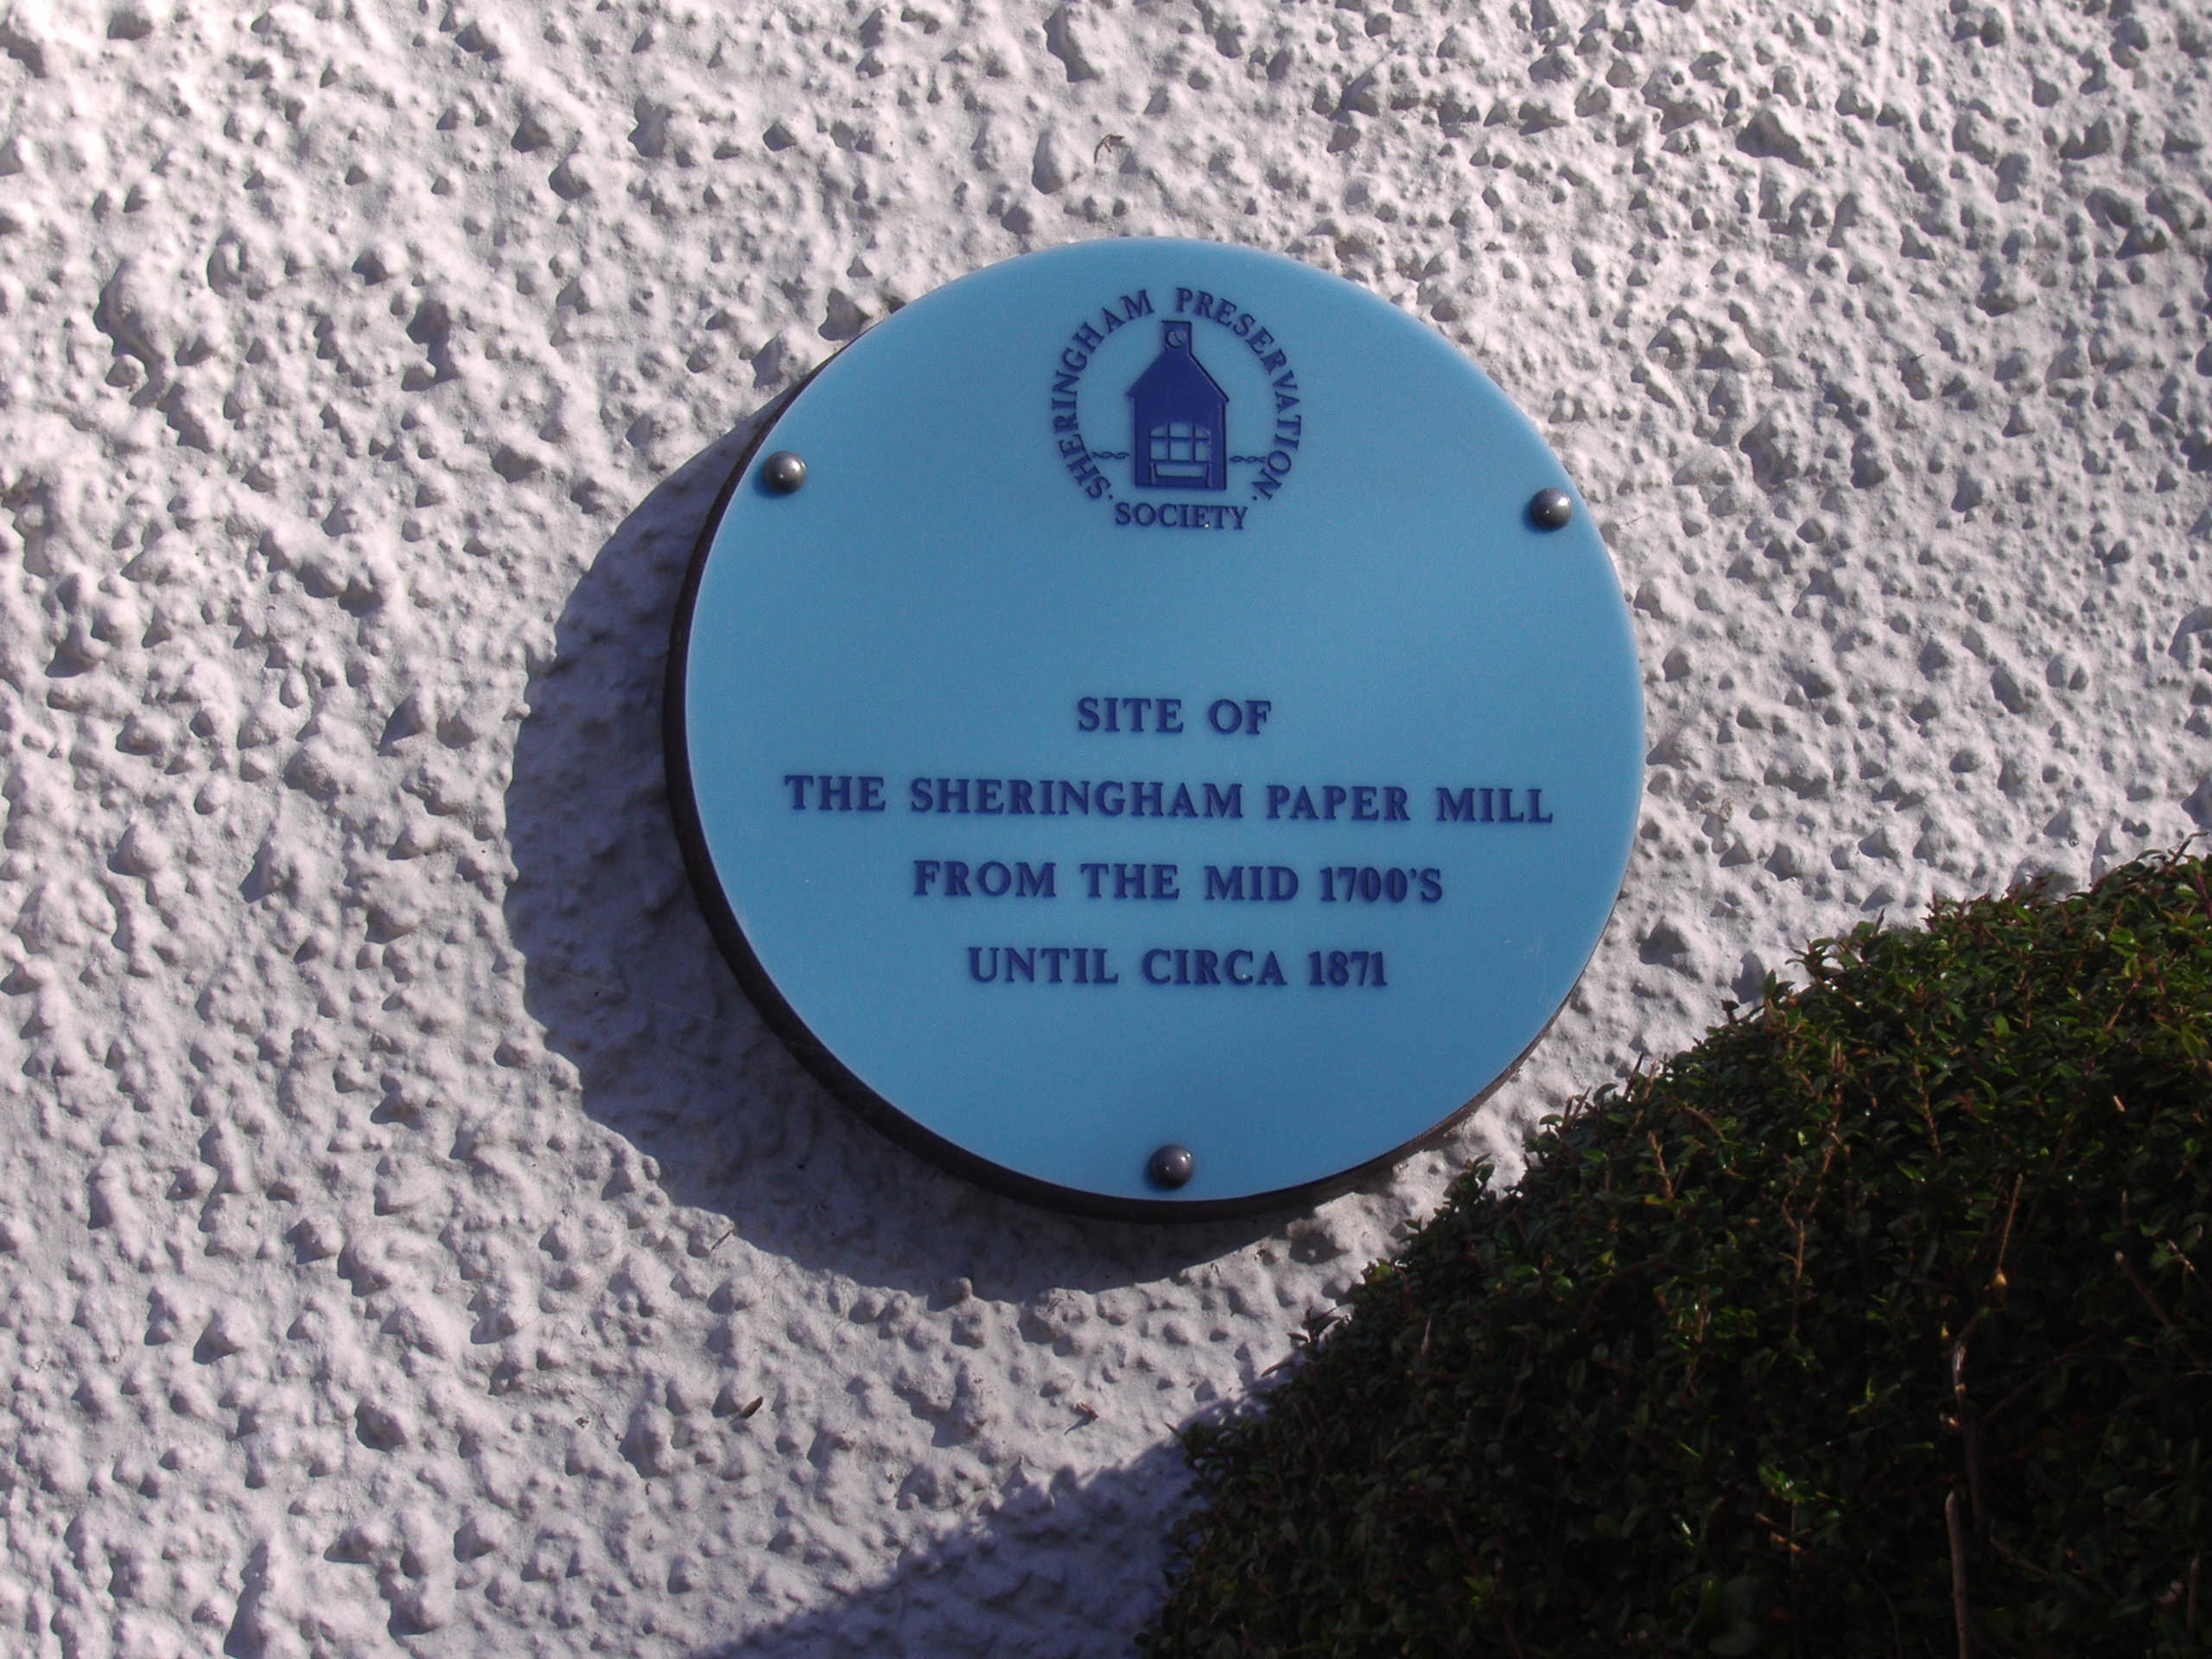 ·SHERINGHAM PRESERVATION·
SOCIETY
SITE OF
THE SHERINGHAM PAPER MILL
FROM THE MID 1700'S
UNTIL CIRCA 1871